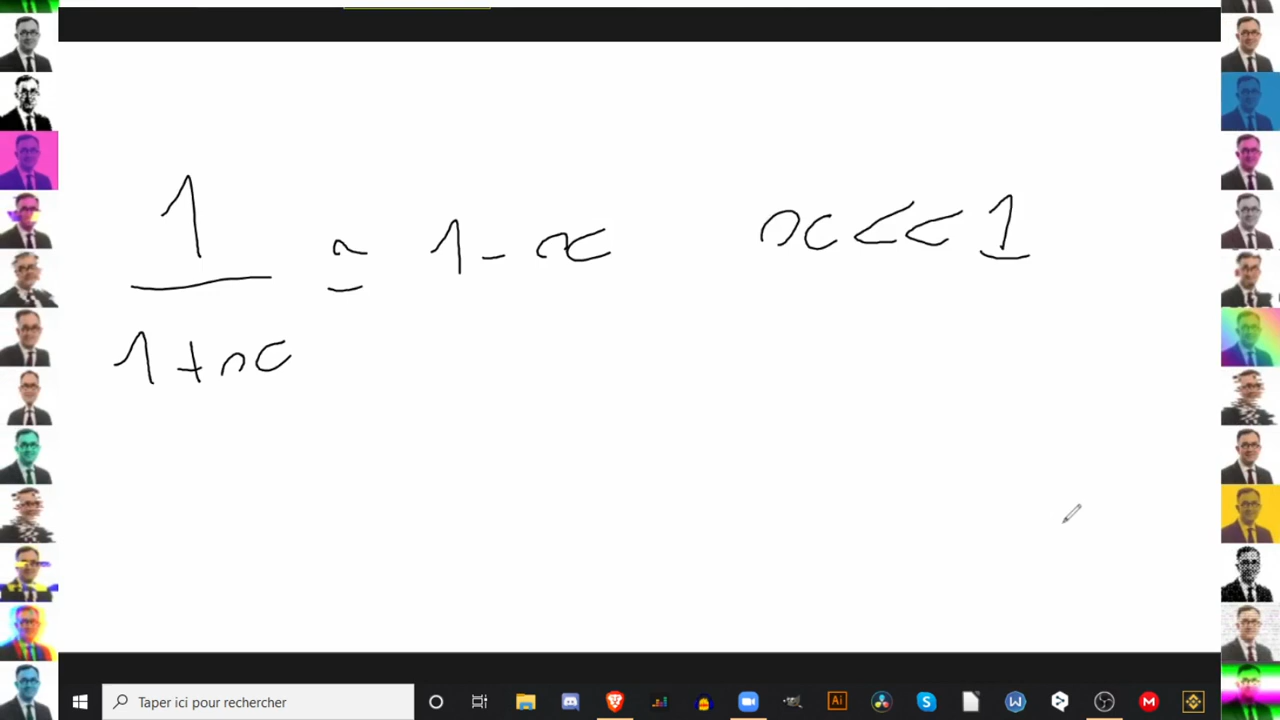 1/(1+x) ≃ 1-x    x<<1
Taper ici pour rechercher